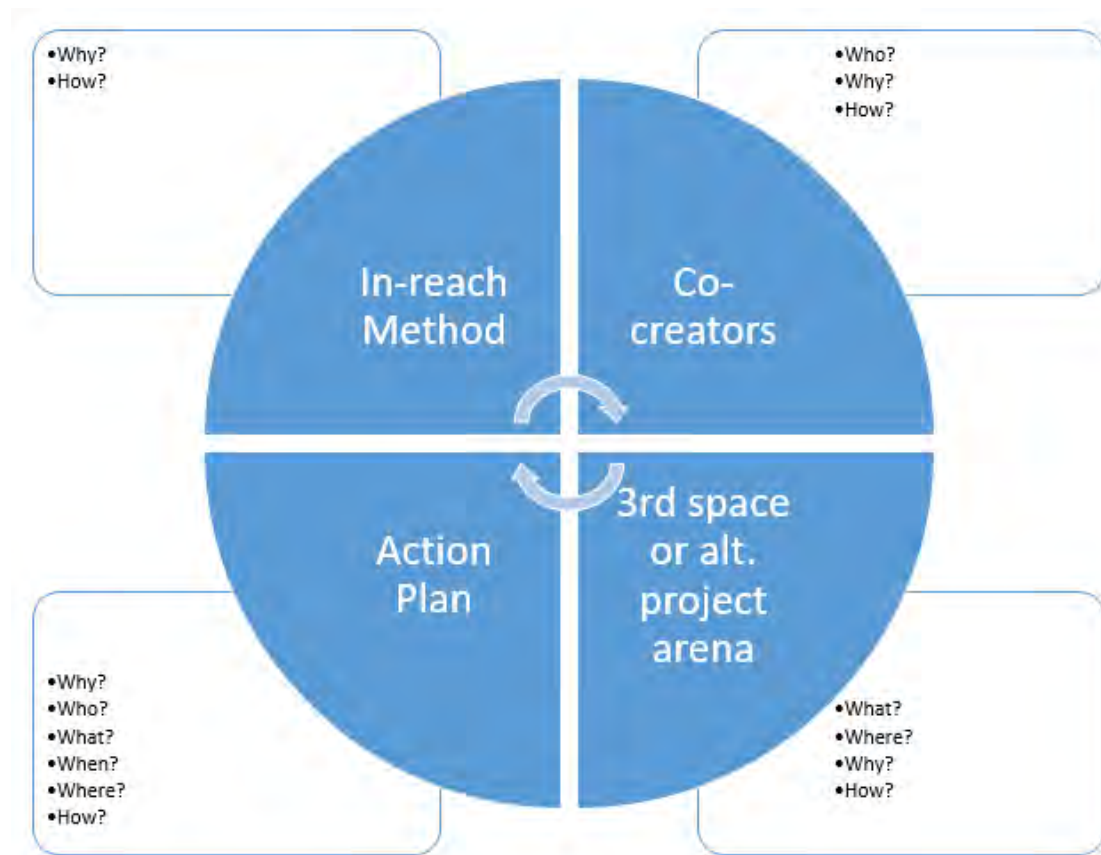 •Why?
•How?
In-reach
Method
•Who?
•Why?
•How?
Co-
creators
Action
Plan
•Why?
•Who?
•What?
•When?
•Where?
•How?
3rd space
or alt.
project
arena
•What?
•Where?
•Why?
•How?